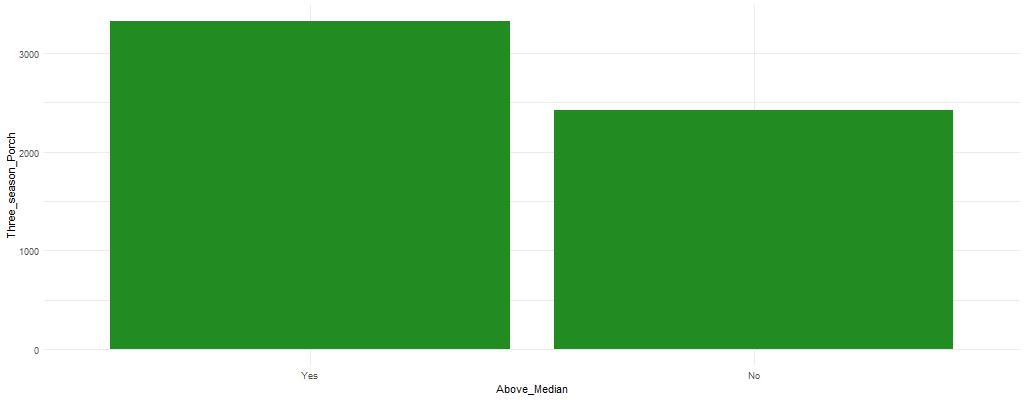 3000
2000
1000
0
Three_season_Porch
Yes
No
Above_Median